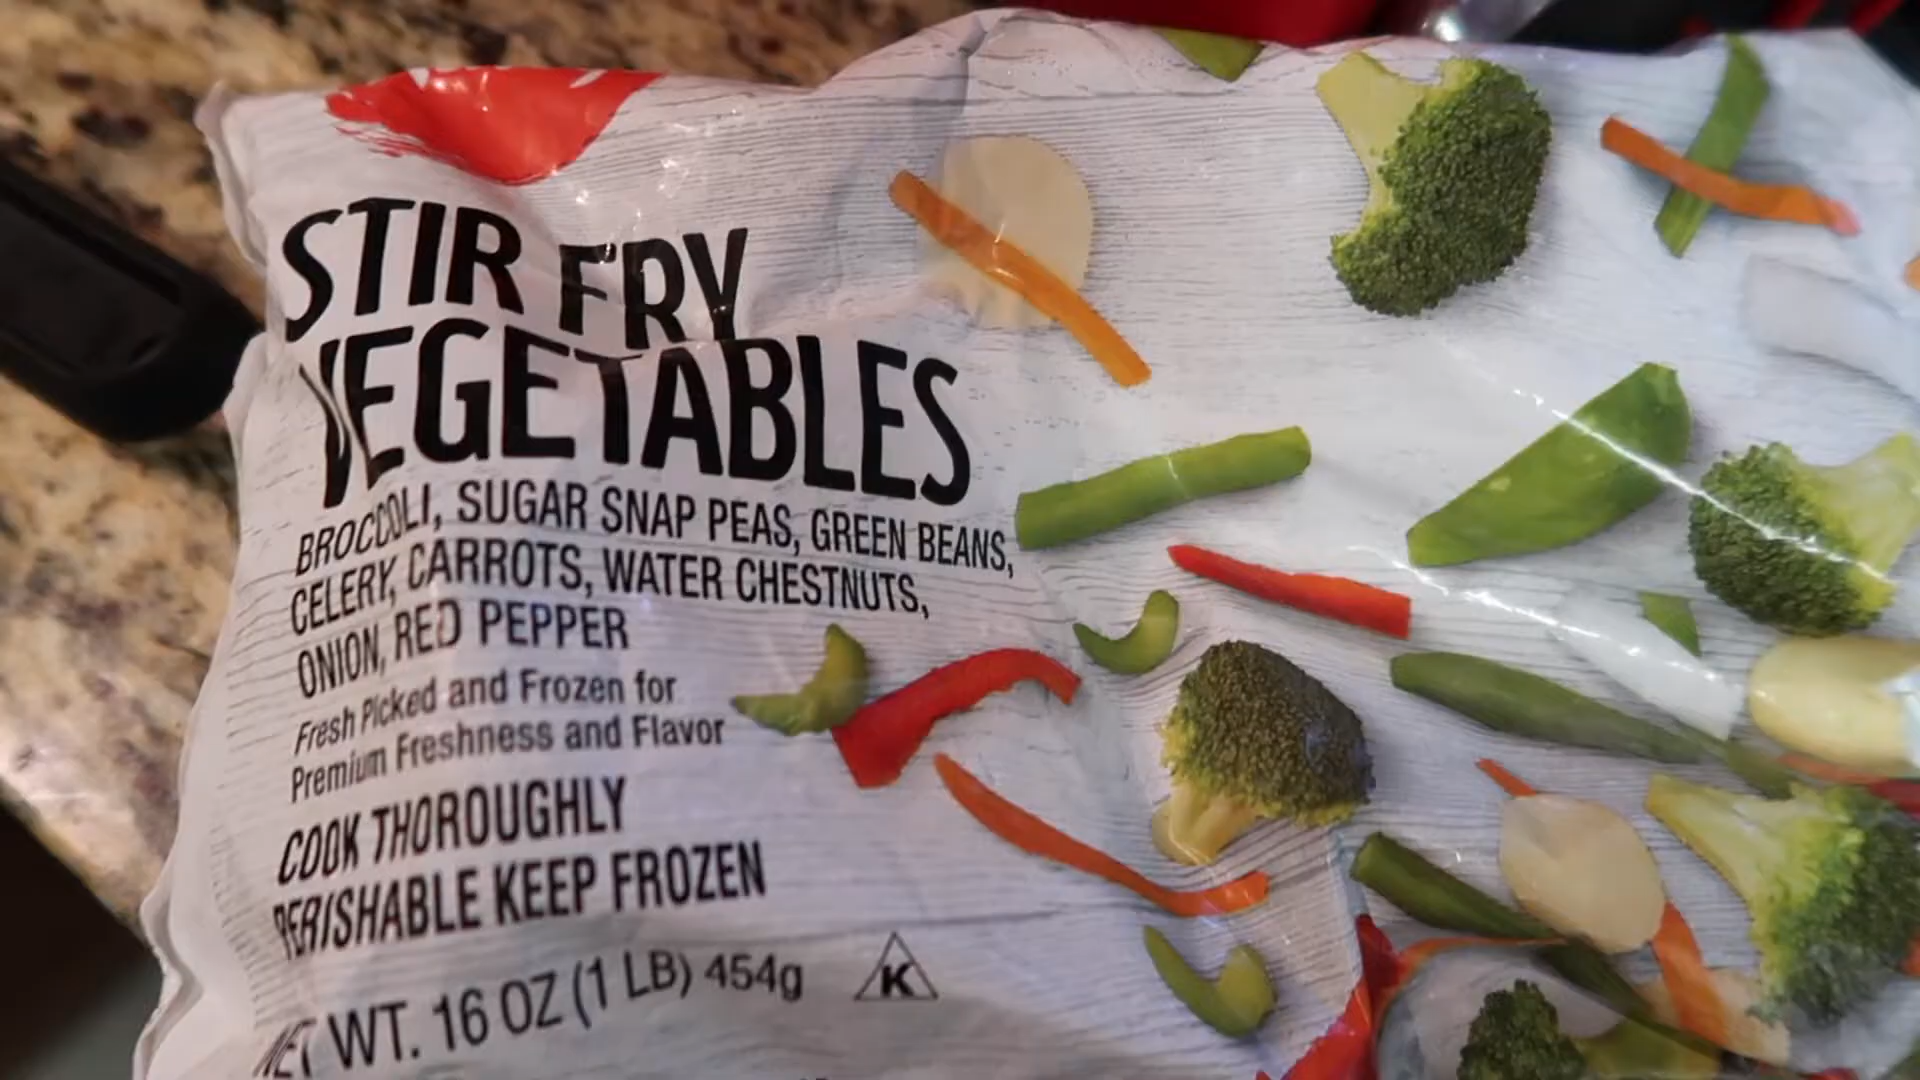 STIR FRY
VEGETABLES
BROCCOLI, SUGAR SNAP PEAS, GREEN BEANS,
CELERY, CARROTS, WATER CHESTNUTS,
ONION, RED PEPPER
Fresh Picked and Frozen for
Premium Freshness and Flavor
COOK THOROUGHLY
PERISHABLE KEEP FROZEN
NET WT. 16 OZ (1 LB) 454g
K